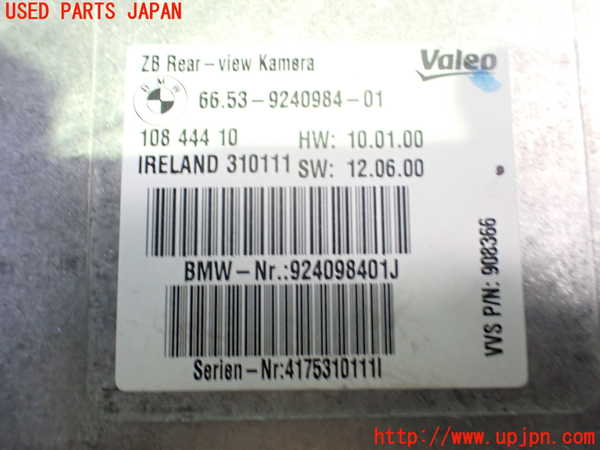 USED PARTS JAPAN
ZB Rear-view Kamera
Valeo
BMW
66.53-9240984-01
108 444 10 HW: 10.01.00
IRELAND 310111 SW: 12.06.00
BMW-Nr.:924098401J
Serien-Nr:4175310111I
VVS P/N: 908366
http://www.upjpn.com/